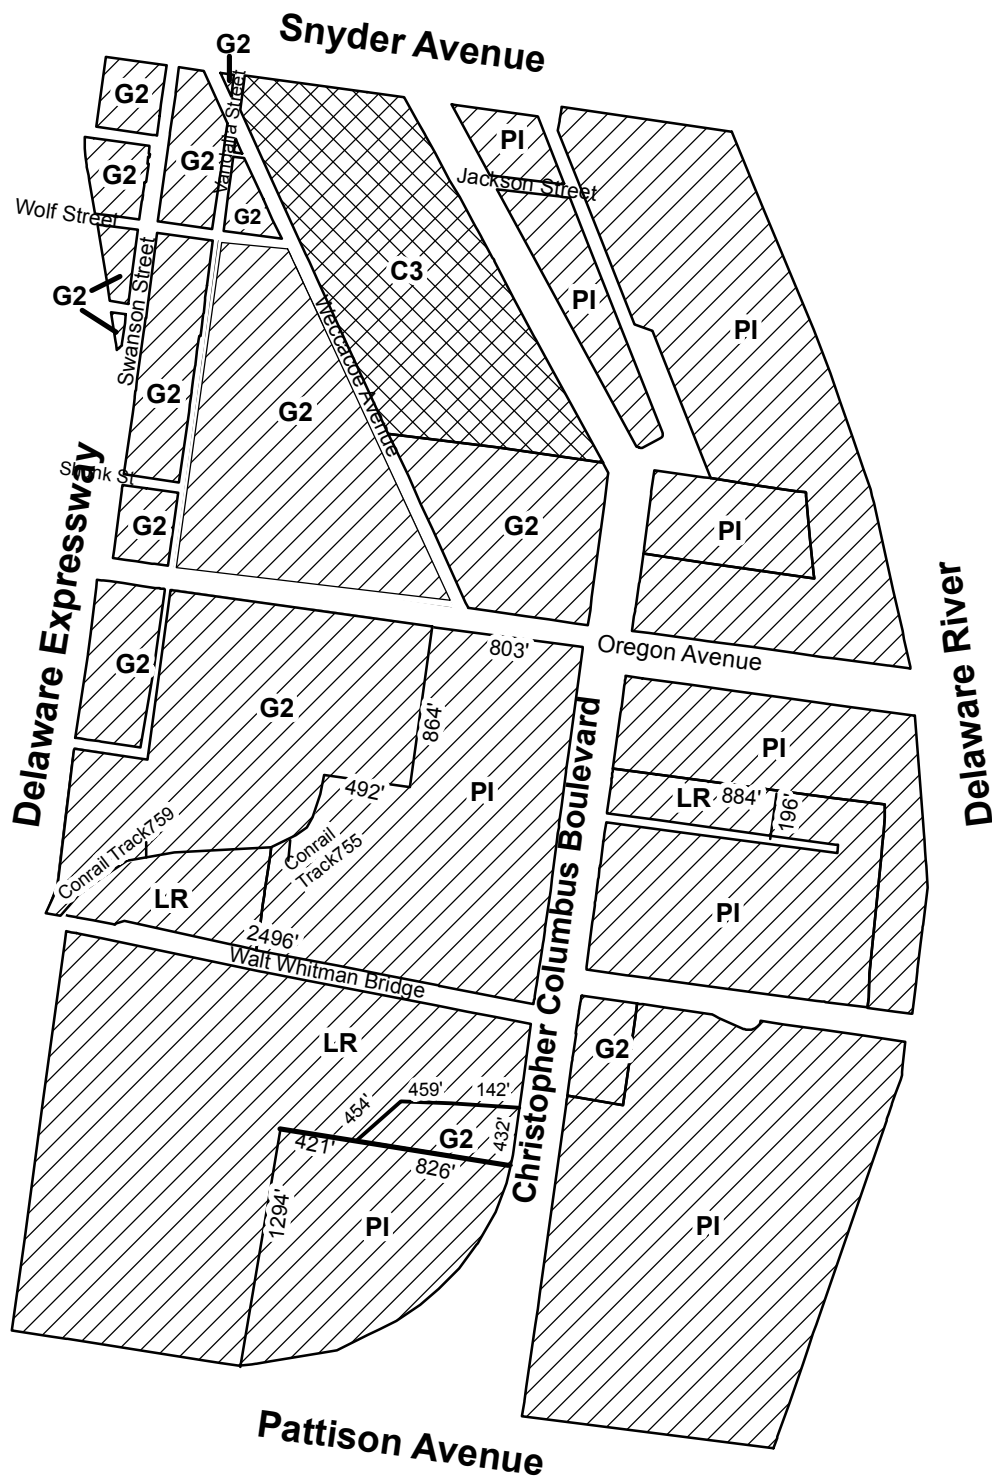 Snyder Avenue
G2
G2
G2
G2
G2
Vandalia Street
PI
Jackson Street
Wolf Street
G2
C3
PI
PI
G2
Swanson Street
Weccacoe Avenue
G2
G2
Shunk St
G2
G2
PI
Delaware Expressway
Delaware River
Oregon Avenue
803'
G2
G2
864'
492'
PI
Christopher Columbus Boulevard
PI
LR
884'
196'
Conrail Track759
Conrail
Track755
LR
PI
2496'
Walt Whitman Bridge
LR
G2
459'
142'
454'
432'
G2
421'
826'
1294'
PI
PI
Pattison Avenue